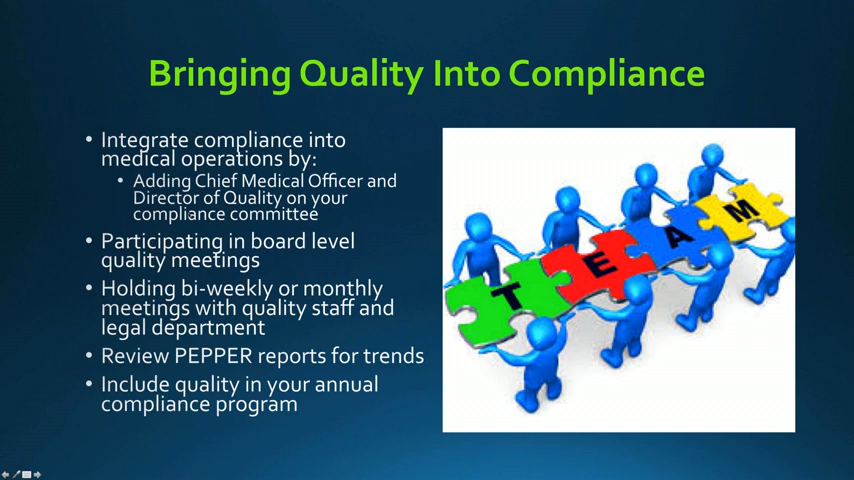 Bringing Quality Into Compliance
• Integrate compliance into
medical operations by:
• Adding Chief Medical Officer and
Director of Quality on your
compliance committee
• Participating in board level
quality meetings
• Holding bi-weekly or monthly
meetings with quality staff and
legal department
• Review PEPPER reports for trends
• Include quality in your annual
compliance program
TEAM